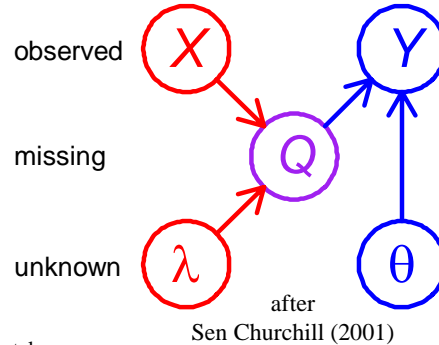 observed X Y
missing Q
unknown λ θ
after
Sen Churchill (2001)